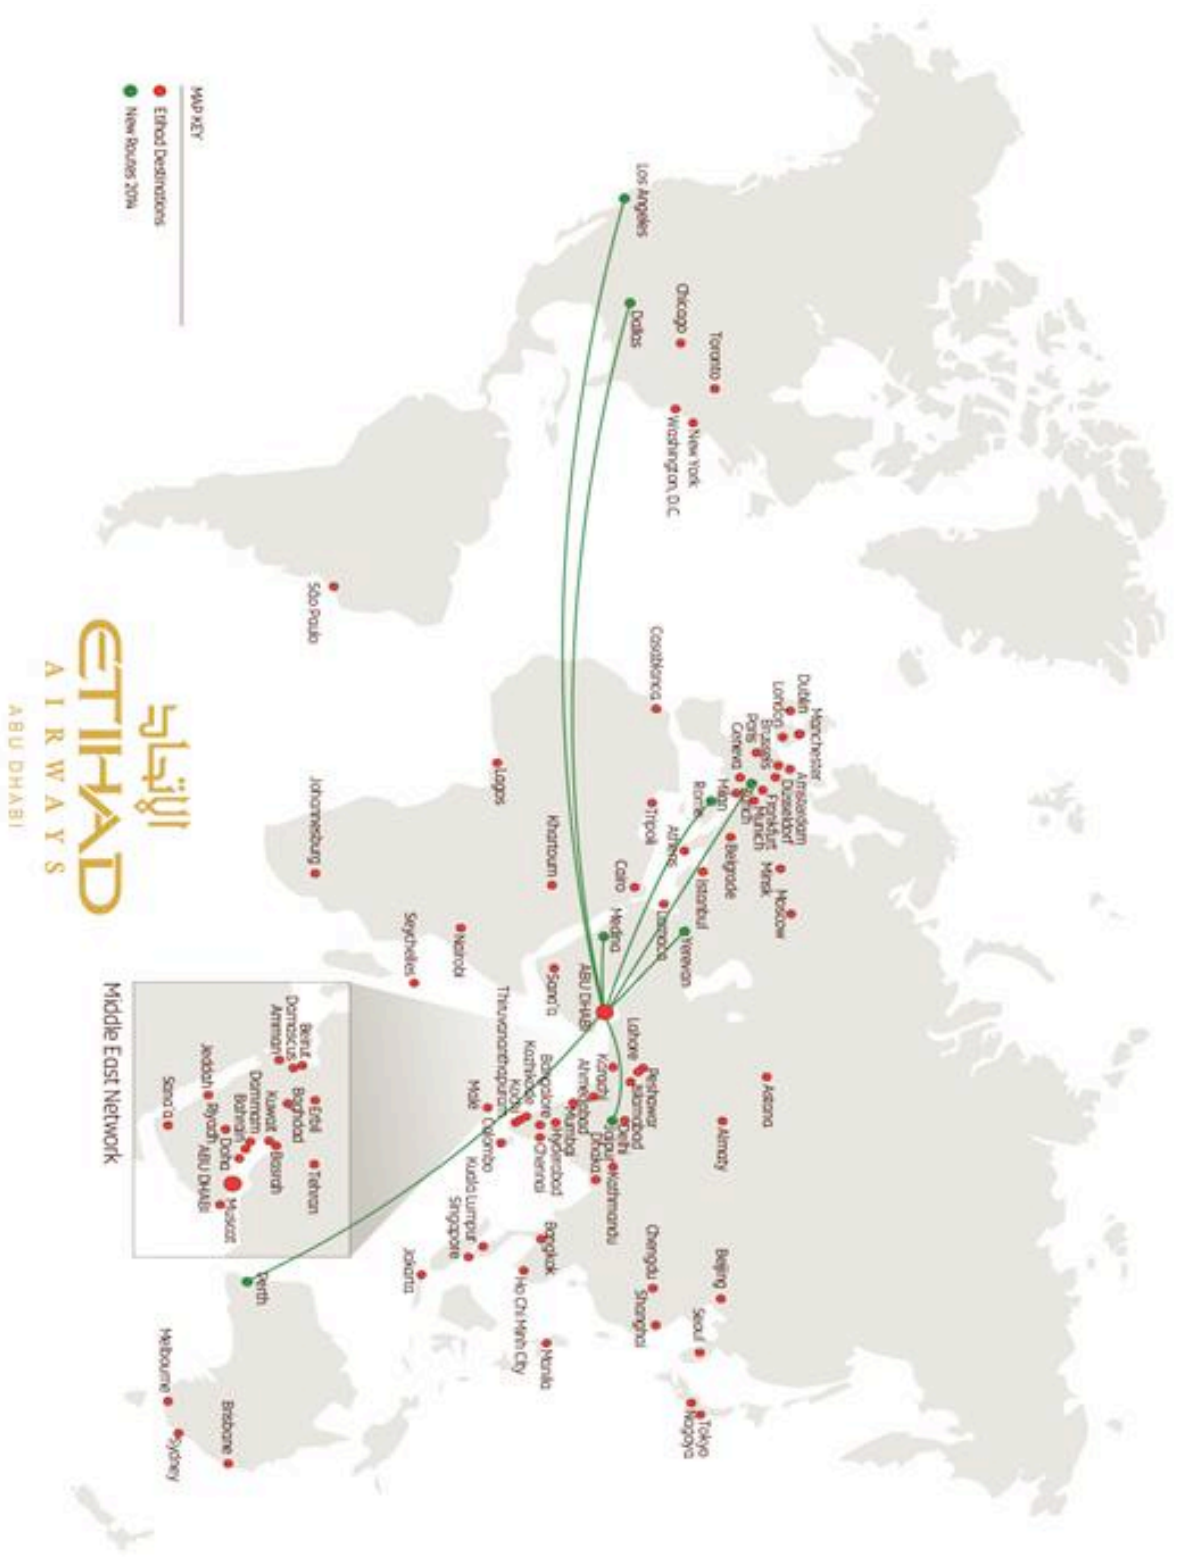 Los Angeles
Dallas
Chicago
Toronto
New York
Washington, D.C.
São Paulo
Casablanca
Dublin
Manchester
London
Amsterdam
Brussels
Düsseldorf
Paris
Frankfurt
Geneva
Munich
Milan
Rome
Minsk
Moscow
Belgrade
Athens
Istanbul
Larnaca
Yerevan
Tripoli
Cairo
Medina
Lagos
Khartoum
Sana'a
ABU DHABI
Nairobi
Seychelles
Johannesburg
Astana
Almaty
Lahore
Peshawar
Islamabad
Delhi
Jaipur
Ahmedabad
Dhaka
Kathmandu
Mumbai
Hyderabad
Bangalore
Chennai
Kozhikode
Kochi
Thiruvananthapuram
Malé
Colombo
Kuala Lumpur
Singapore
Jakarta
Bangkok
Ho Chi Minh City
Manila
Chengdu
Shanghai
Beijing
Seoul
Tokyo
Nagoya
Perth
Melbourne
Sydney
Brisbane
MAP KEY
Etihad Destinations
New Routes 2014
Beirut
Damascus
Amman
Erbil
Baghdad
Tehran
Kuwait
Basrah
Dammam
Bahrain
Jeddah
Riyadh
Doha
ABU DHABI
Muscat
Sana'a
Middle East Network
الإتحاد
ETIHAD
AIRWAYS
ABU DHABI